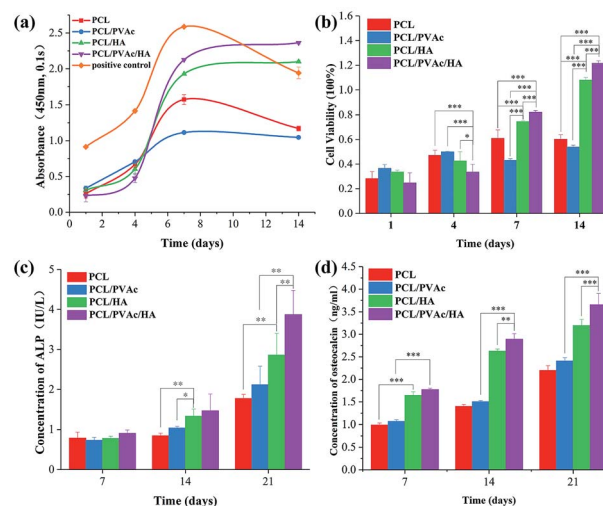 (a)
PCL
PCL/PVAc
PCL/HA
PCL/PVAc/HA
positive control
Absorbance (450nm, 0.1s)
3.0
2.5
2.0
1.5
1.0
0.5
0.0
0 2 4 6 8 10 12 14
Time (days)
(b)
PCL
PCL/PVAc
PCL/HA
PCL/PVAc/HA
Cell Viability (100%)
1.6
1.4
1.2
1.0
0.8
0.6
0.4
0.2
0.0
***
***
*
***
***
***
***
***
***
***
***
***
***
1 4 7 14
Time (days)
(c)
PCL
PCL/PVAc
PCL/HA
PCL/PVAc/HA
Concentration of ALP (IU/L)
5
4
3
2
1
0
**
*
**
**
**
7 14 21
Time (days)
(d)
PCL
PCL/PVAc
PCL/HA
PCL/PVAc/HA
Concentration of osteocalcin (ng/ml)
5.0
4.5
4.0
3.5
3.0
2.5
2.0
1.5
1.0
0.5
0.0
***
***
***
**
***
***
7 14 21
Time (days)